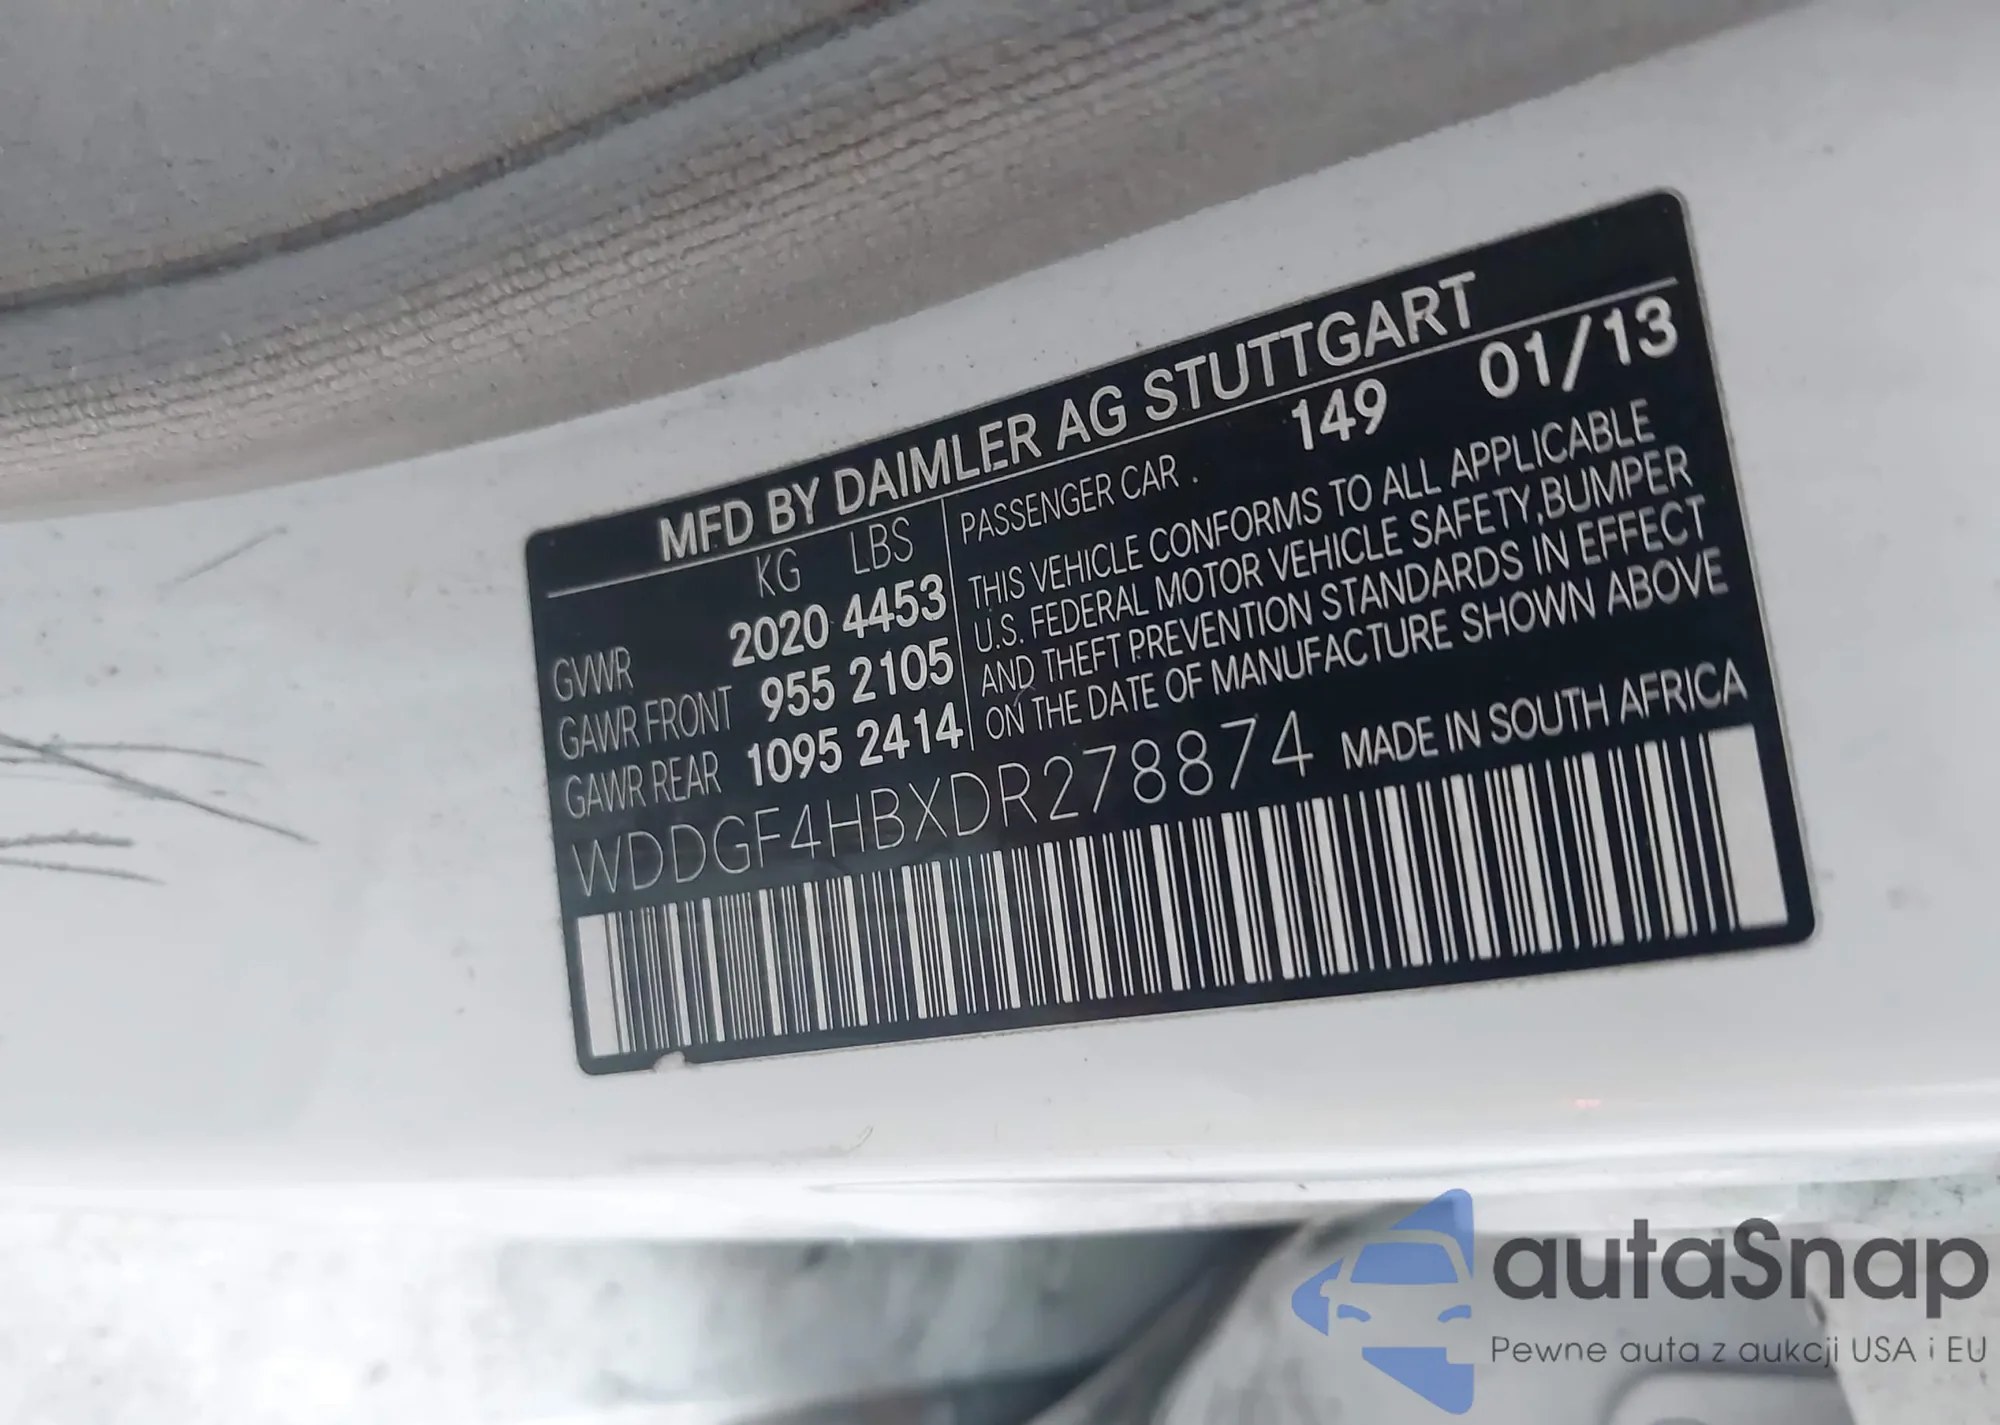 MFD BY DAIMLER AG STUTTGART
KG LBS
GVWR 2020 4453
GAWR FRONT 955 2105
GAWR REAR 1095 2414
PASSENGER CAR . 149 01/13
THIS VEHICLE CONFORMS TO ALL APPLICABLE
U.S. FEDERAL MOTOR VEHICLE SAFETY,BUMPER
AND THEFT PREVENTION STANDARDS IN EFFECT
ON THE DATE OF MANUFACTURE SHOWN ABOVE
WDDGF4HBXDR278874 MADE IN SOUTH AFRICA
autaSnap
Pewne auta z aukcji USA i EU